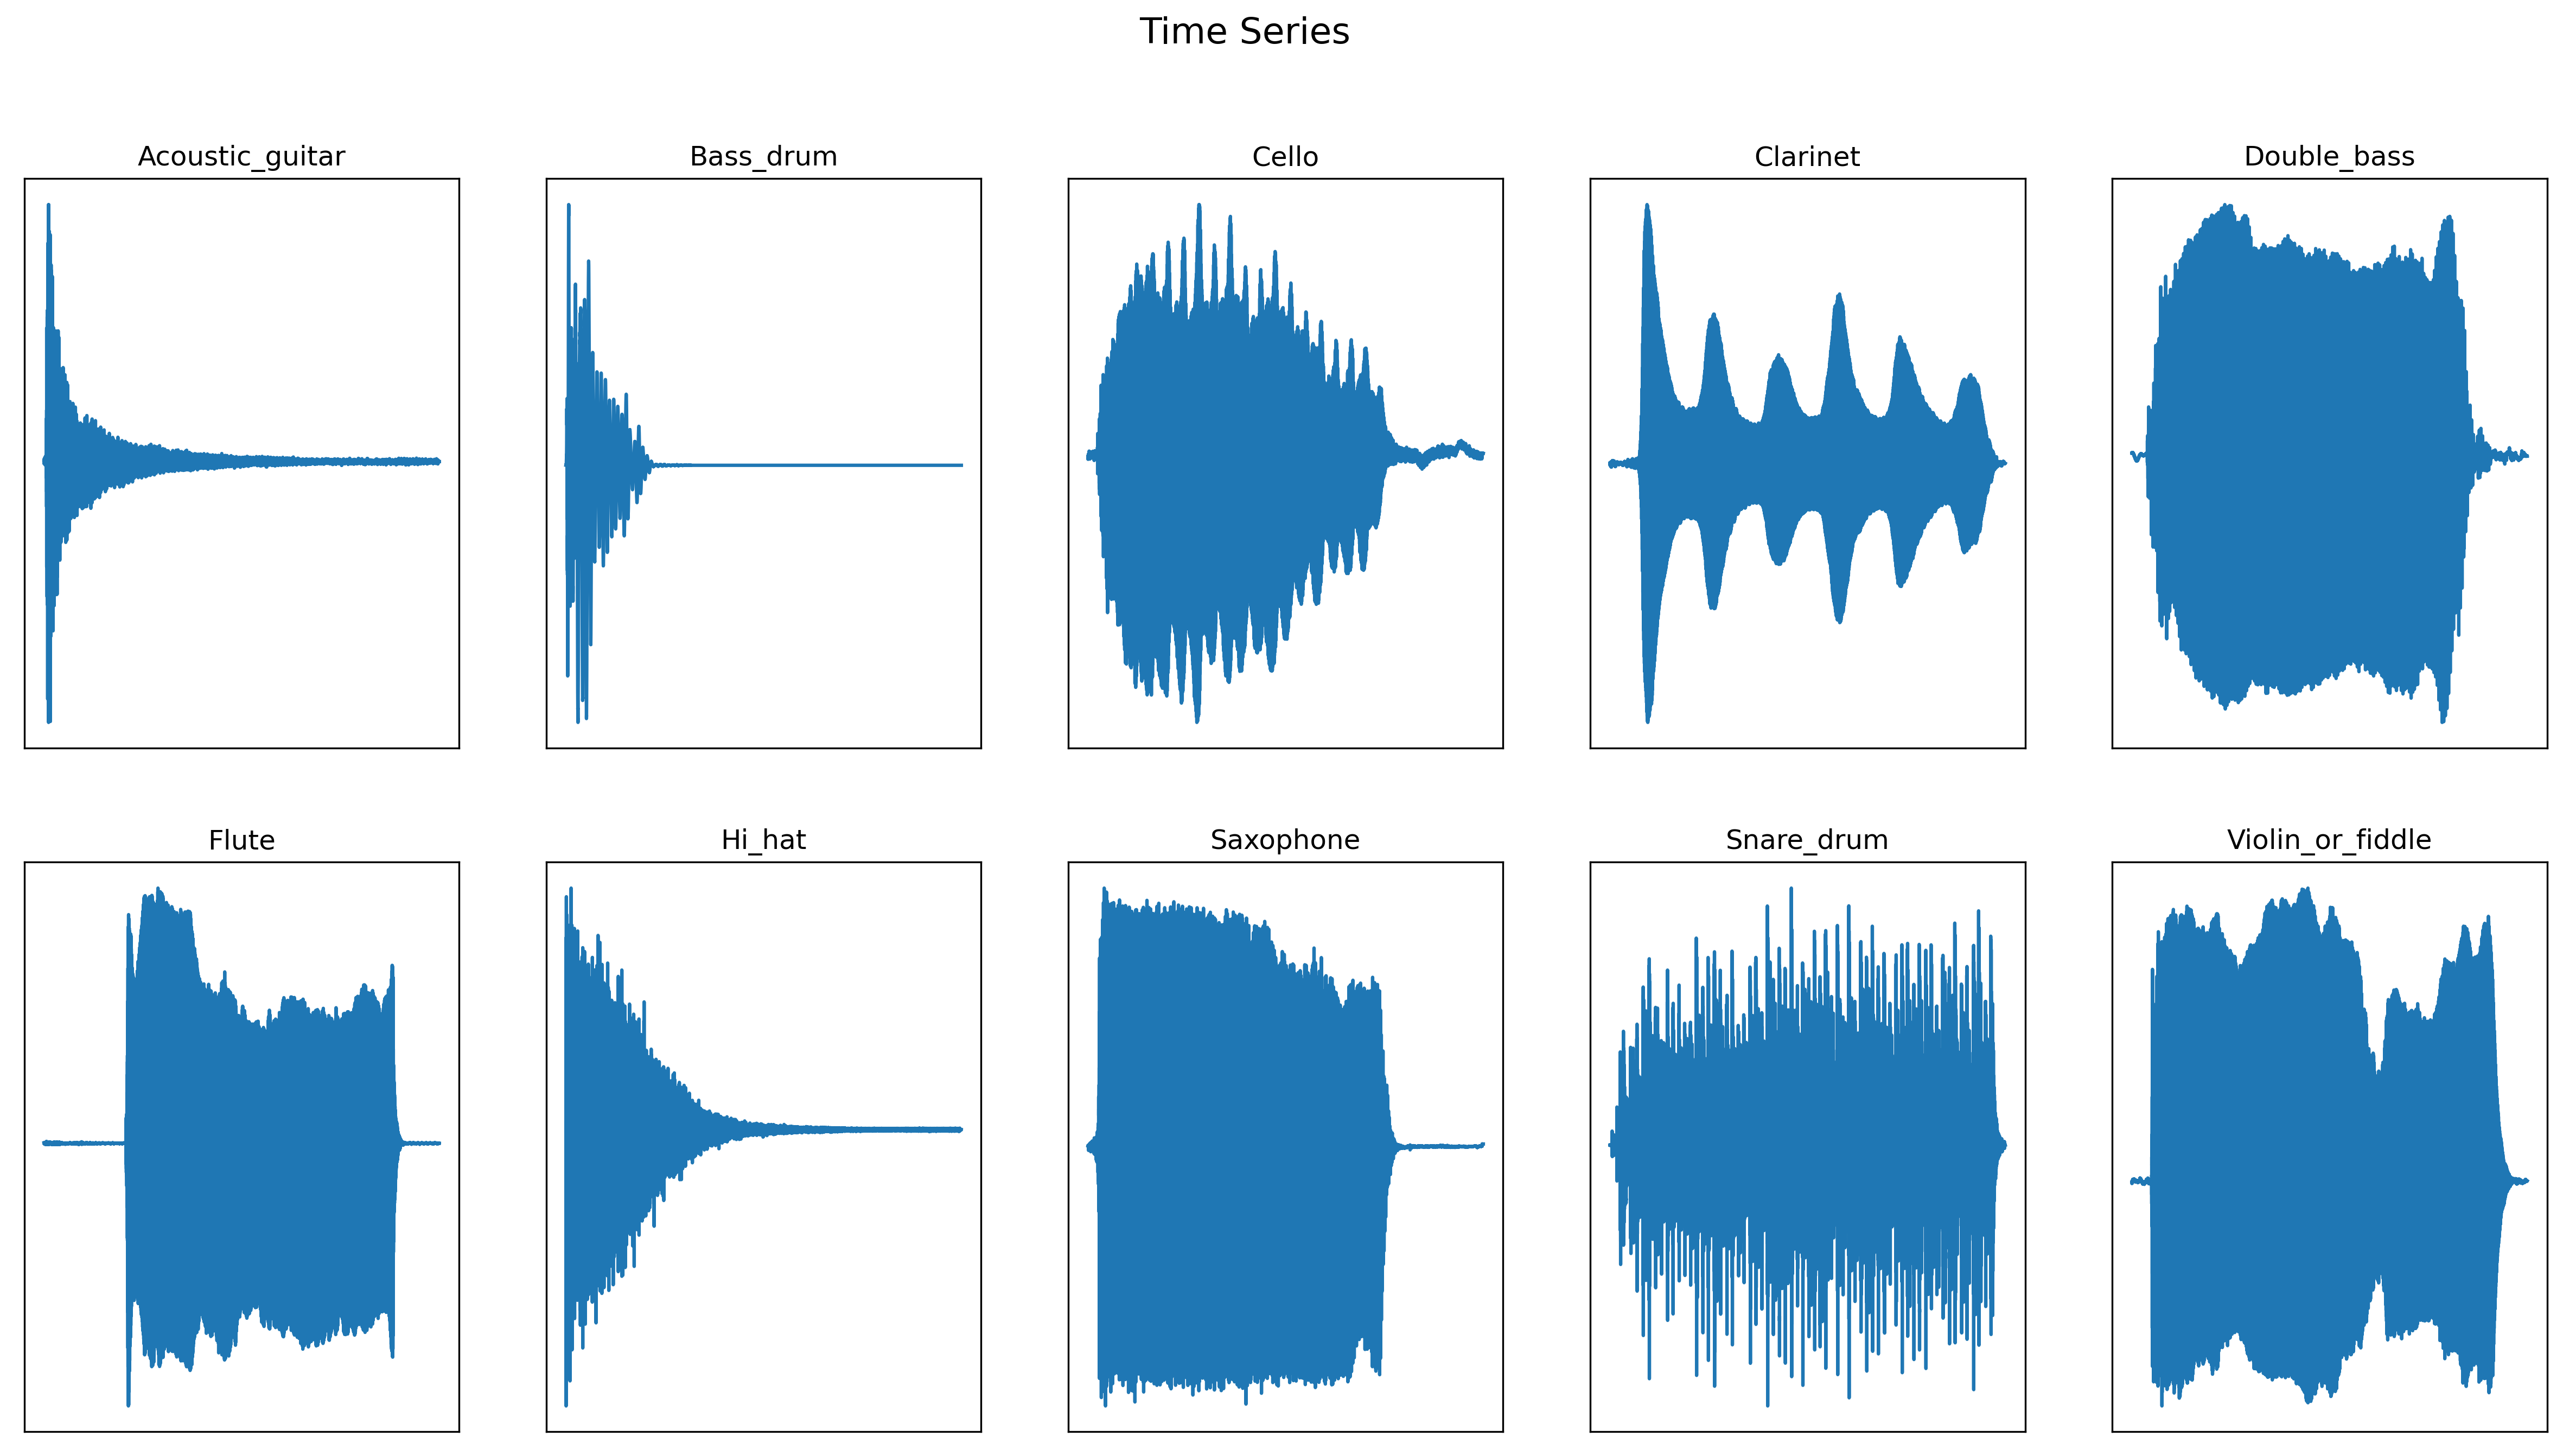 Time Series
Acoustic_guitar
Bass_drum
Cello
Clarinet
Double_bass
Flute
Hi_hat
Saxophone
Snare_drum
Violin_or_fiddle